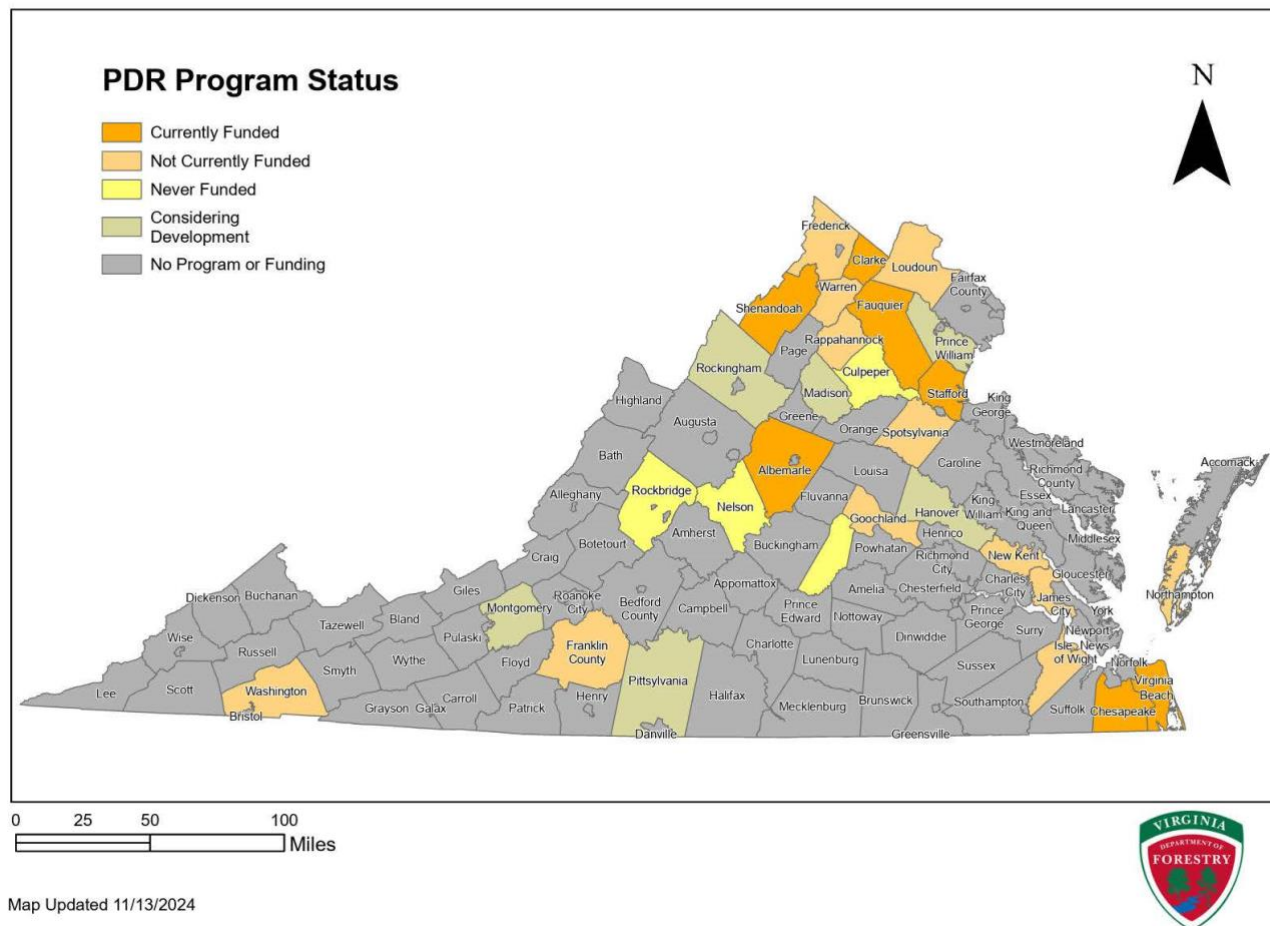 PDR Program Status
Currently Funded
Not Currently Funded
Never Funded
Considering
Development
No Program or Funding
N
Frederick
Clarke
Loudoun
Fairfax
County
Warren
Shenandoah
Fauquier
Rappahannock
Page
Prince
William
Rockingham
Culpeper
Madison
Stafford
Highland
Greene
King
George
Augusta
Orange
Spotsylvania
Westmoreland
Bath
Albemarle
Louisa
Caroline
Richmond
County
Accomack
Alleghany
Rockbridge
Nelson
Fluvanna
Essex
King
William
King and
Queen
Lancaster
Goochland
Hanover
Amherst
Buckingham
Henrico
Middlesex
Botetourt
Powhatan
Richmond
City
New Kent
Craig
Appomattox
Amelia
Chesterfield
Charles
City
Gloucester
James
City
Northampton
Giles
Roanoke
City
Bedford
County
Campbell
Prince
Edward
Nottoway
Prince
George
York
Dickenson
Buchanan
Montgomery
Bland
Tazewell
Pulaski
Charlotte
Dinwiddie
Surry
Newport
News
Wise
Franklin
County
Isle
of Wight
Norfolk
Russell
Wythe
Floyd
Lunenburg
Sussex
Virginia
Beach
Smyth
Pittsylvania
Lee
Scott
Washington
Carroll
Henry
Halifax
Mecklenburg
Brunswick
Southampton
Suffolk
Chesapeake
Grayson
Galax
Patrick
Bristol
Danville
Greensville
0 25 50 100
Miles
VIRGINIA
DEPARTMENT OF
FORESTRY
Map Updated 11/13/2024